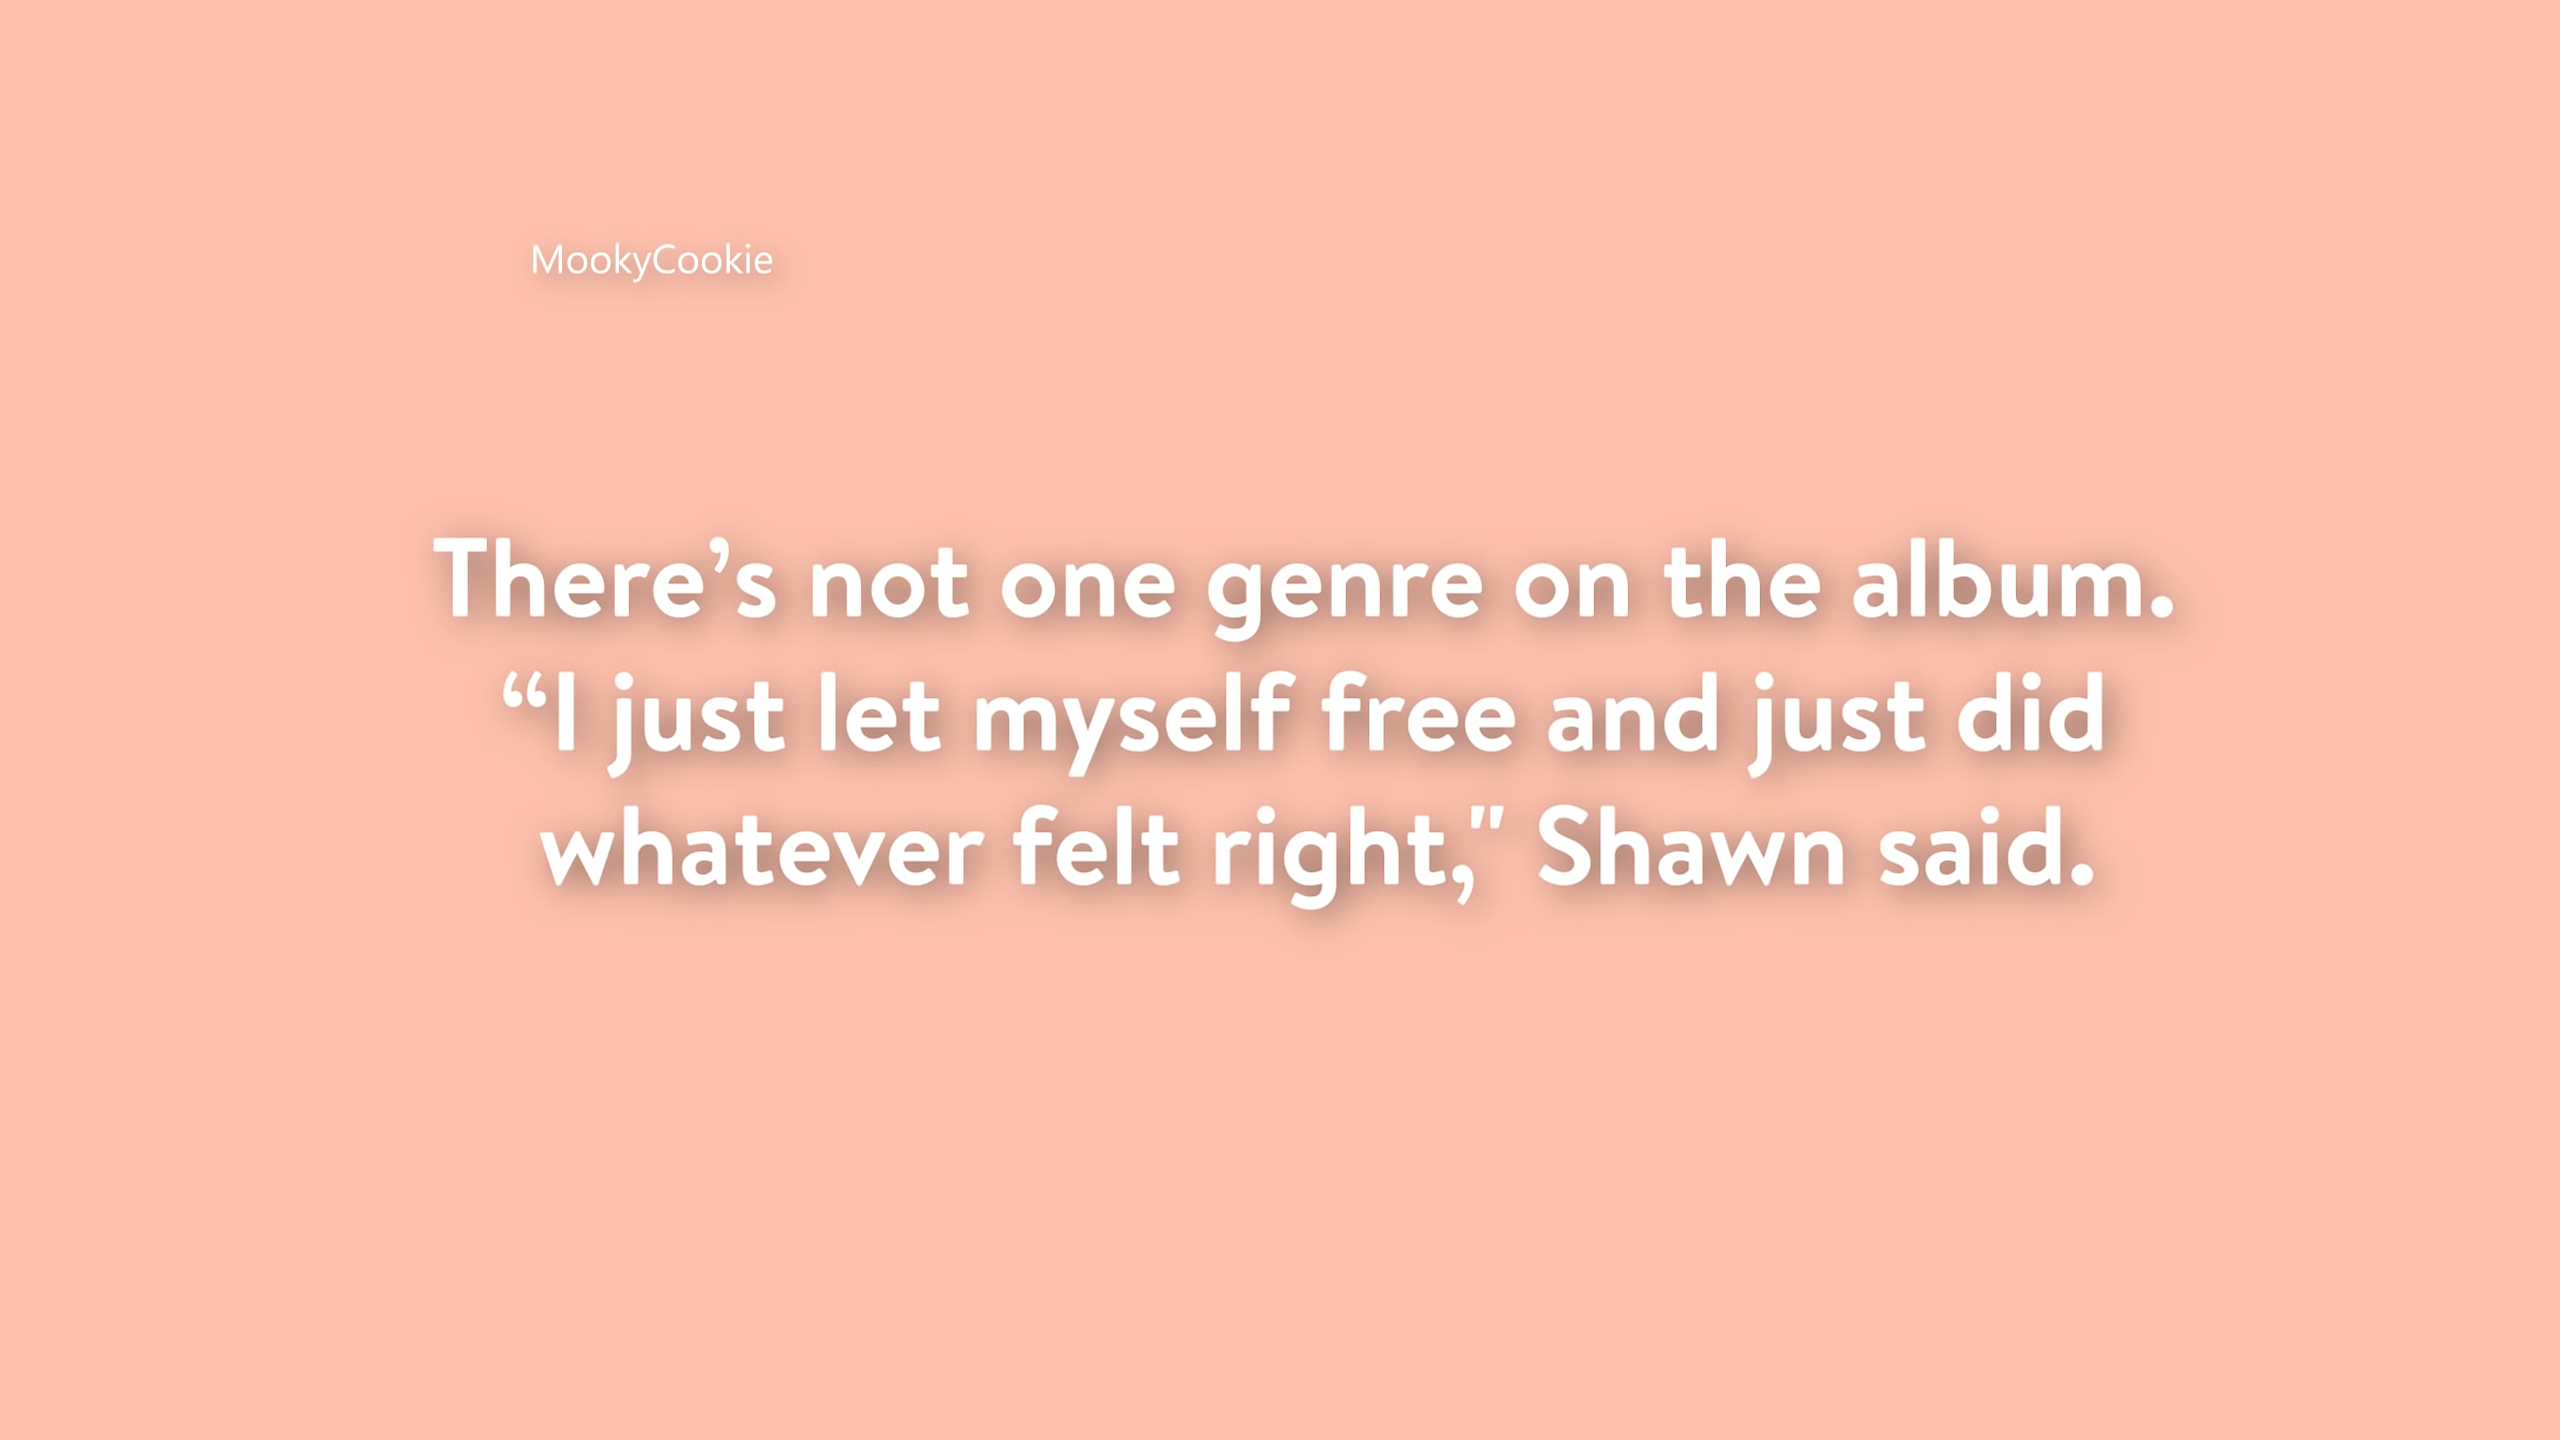 MookyCookie
There’s not one genre on the album.
“I just let myself free and just did
whatever felt right," Shawn said.